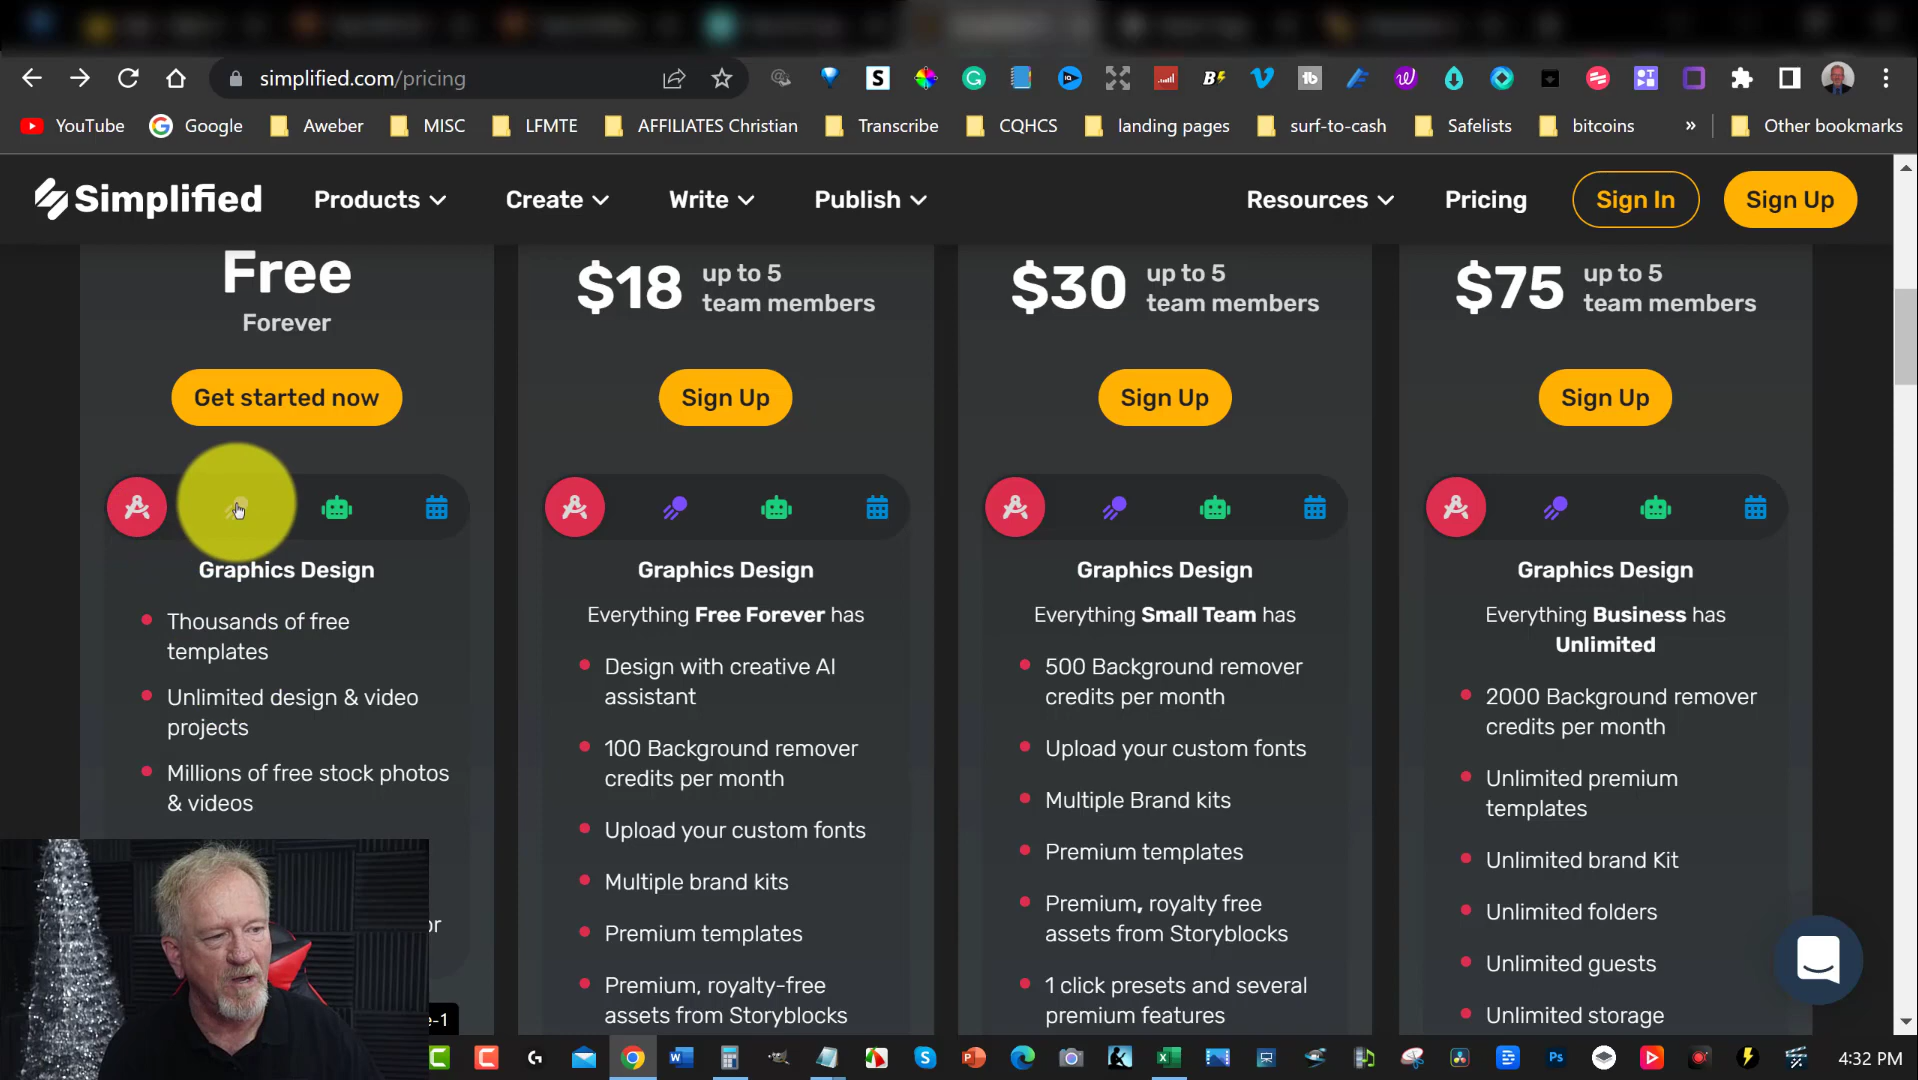 simplified.com/pricing
YouTube
Google
Aweber
MISC
LFMTE
AFFILIATES Christian
Transcribe
CQHCS
landing pages
surf-to-cash
Safelists
bitcoins
»
Other bookmarks
Simplified
Products
Create
Write
Publish
Resources
Pricing
Sign In
Sign Up
Free
Forever
Get started now
Graphics Design
Thousands of free
templates
Unlimited design & video
projects
Millions of free stock photos
& videos
or
e-1
$18
up to 5
team members
Sign Up
Graphics Design
Everything Free Forever has
Design with creative AI
assistant
100 Background remover
credits per month
Upload your custom fonts
Multiple brand kits
Premium templates
Premium, royalty-free
assets from Storyblocks
$30
up to 5
team members
Sign Up
Graphics Design
Everything Small Team has
500 Background remover
credits per month
Upload your custom fonts
Multiple Brand kits
Premium templates
Premium, royalty free
assets from Storyblocks
1 click presets and several
premium features
$75
up to 5
team members
Sign Up
Graphics Design
Everything Business has
Unlimited
2000 Background remover
credits per month
Unlimited premium
templates
Unlimited brand Kit
Unlimited folders
Unlimited guests
Unlimited storage
4:32 PM